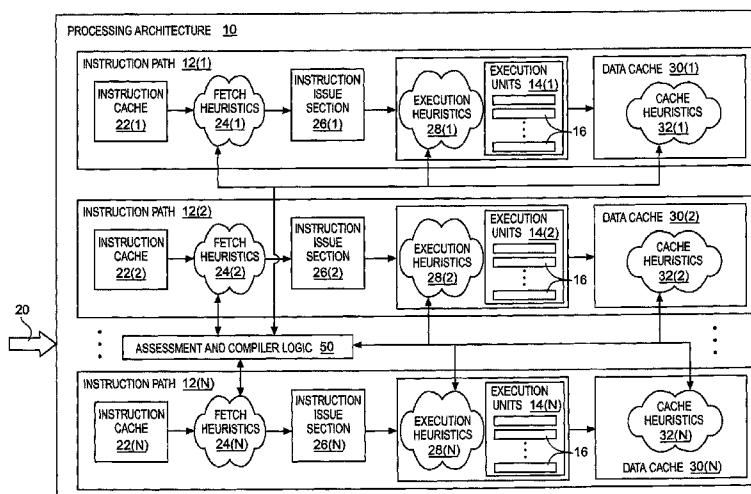 PROCESSING ARCHITECTURE 10
INSTRUCTION PATH 12(1)
INSTRUCTION
CACHE
22(1)
FETCH
HEURISTICS
24(1)
INSTRUCTION
ISSUE
SECTION
26(1)
EXECUTION
HEURISTICS
28(1)
EXECUTION
UNITS 14(1)
16
DATA CACHE 30(1)
CACHE
HEURISTICS
32(1)
INSTRUCTION PATH 12(2)
INSTRUCTION
CACHE
22(2)
FETCH
HEURISTICS
24(2)
INSTRUCTION
ISSUE
SECTION
26(2)
EXECUTION
HEURISTICS
28(2)
EXECUTION
UNITS 14(2)
16
DATA CACHE 30(2)
CACHE
HEURISTICS
32(2)
20
ASSESSMENT AND COMPILER LOGIC 50
INSTRUCTION PATH 12(N)
INSTRUCTION
CACHE
22(N)
FETCH
HEURISTICS
24(N)
INSTRUCTION
ISSUE
SECTION
26(N)
EXECUTION
HEURISTICS
28(N)
EXECUTION
UNITS 14(N)
16
CACHE
HEURISTICS
32(N)
DATA CACHE 30(N)